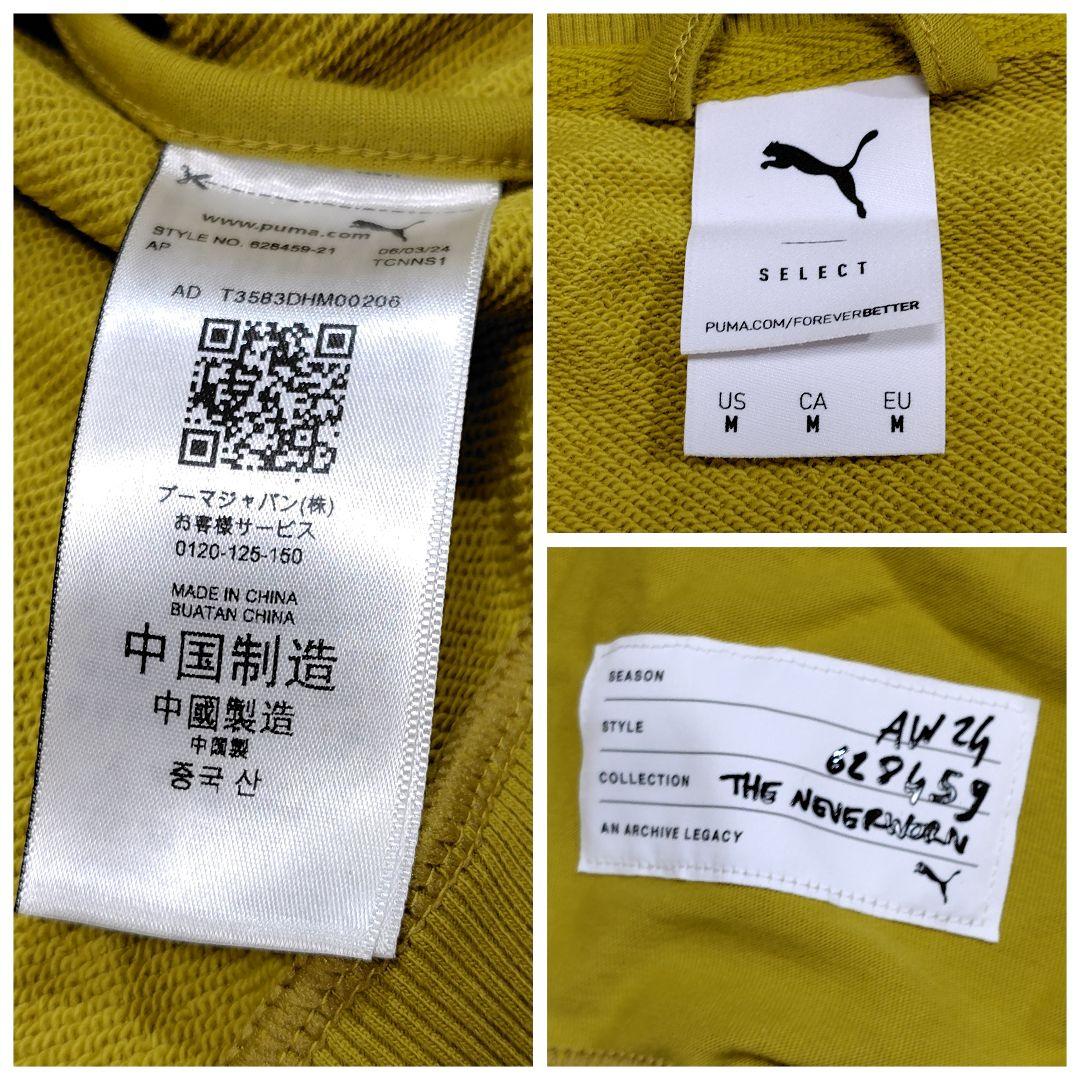 www.puma.com
STYLE NO. 628459-21
AP 06/03/24
TCNNS1
AD T3583DHM00206
プーマジャパン(株)
お客様サービス
0120-125-150
MADE IN CHINA
BUATAN CHINA
中国制造
中國製造
中国製
중국 산
SELECT
PUMA.COM/FOREVERBETTER
US CA EU
M M M
SEASON AW24
STYLE 628459
COLLECTION THE NEVERWORN
AN ARCHIVE LEGACY